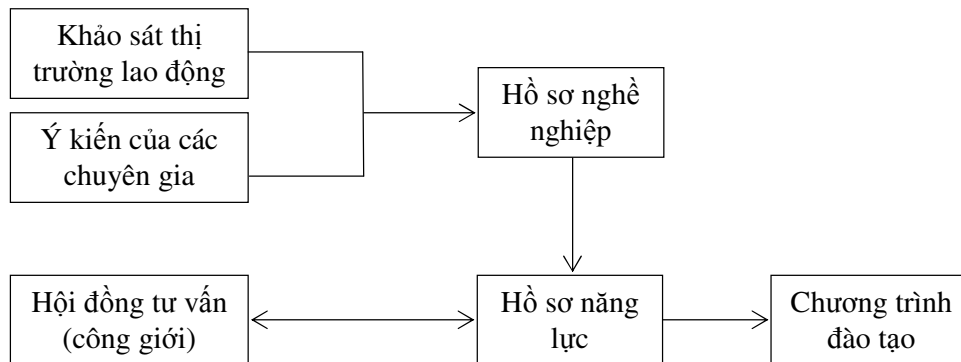 Khảo sát thị
trường lao động
Ý kiến của các
chuyên gia
Hồ sơ nghề
nghiệp
Hội đồng tư vấn
(công giới)
Hồ sơ năng
lực
Chương trình
đào tạo